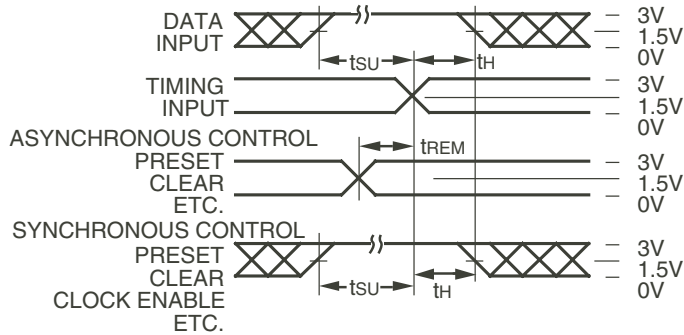 DATA
INPUT
3V
1.5V
0V
tSU
tH
TIMING
INPUT
3V
1.5V
0V
ASYNCHRONOUS CONTROL
tREM
PRESET
CLEAR
ETC.
3V
1.5V
0V
SYNCHRONOUS CONTROL
PRESET
CLEAR
CLOCK ENABLE
ETC.
3V
1.5V
0V
tSU
tH